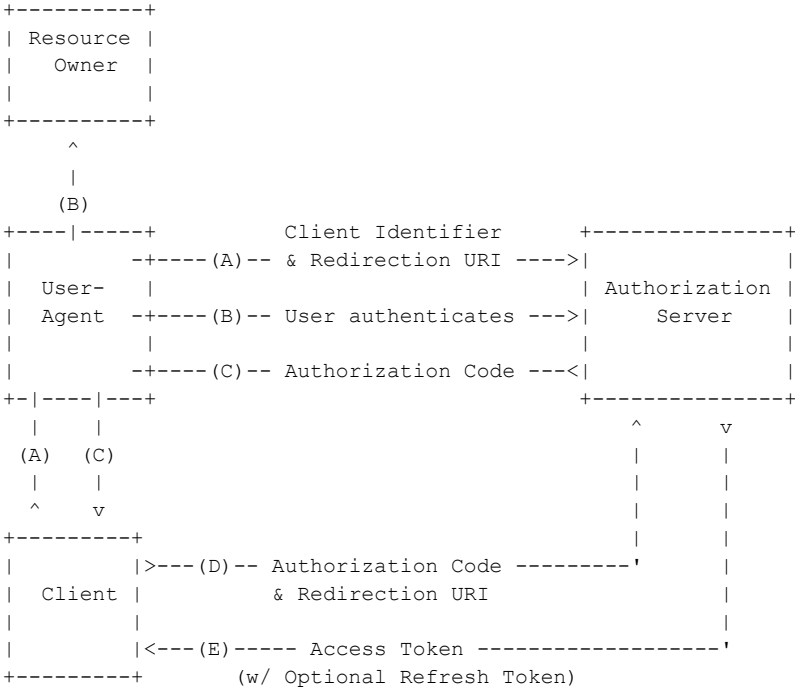 Resource
Owner
(B)
Client Identifier
(A) & Redirection URI
User- Authorization
Agent (B) User authenticates Server
(C) Authorization Code
(A) (C)
(D) Authorization Code
Client & Redirection URI
(E) Access Token
(w/ Optional Refresh Token)